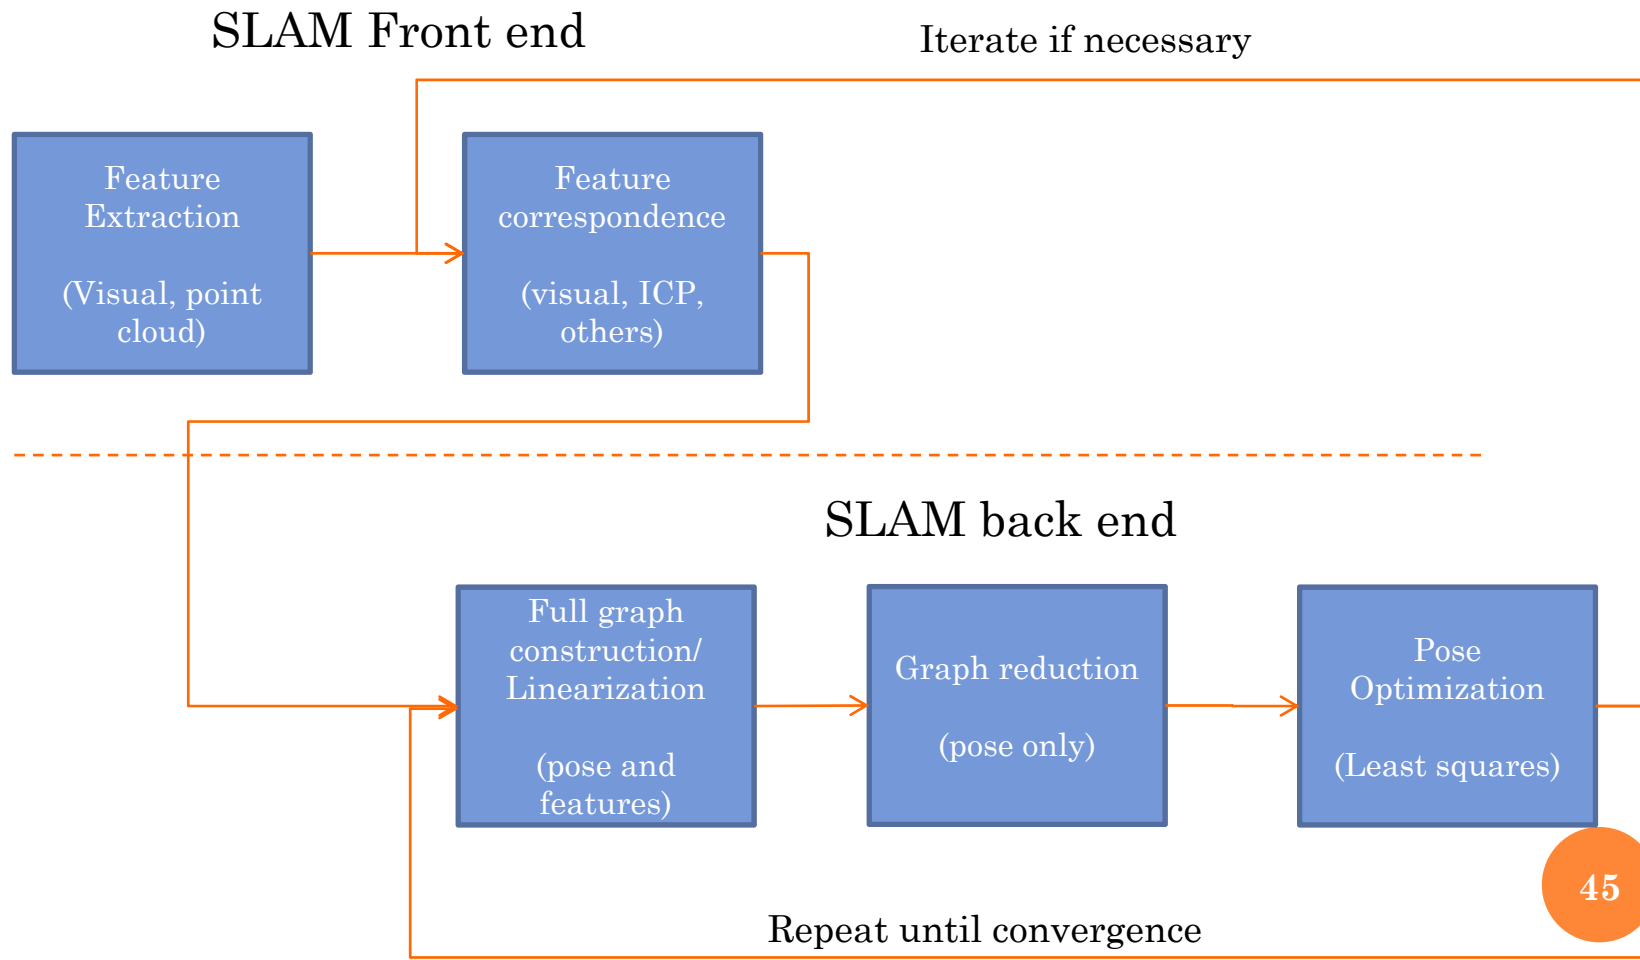 SLAM Front end
Iterate if necessary
Feature
Extraction
(Visual, point
cloud)
Feature
correspondence
(visual, ICP,
others)
SLAM back end
Full graph
construction/
Linearization
(pose and
features)
Graph reduction
(pose only)
Pose
Optimization
(Least squares)
45
Repeat until convergence